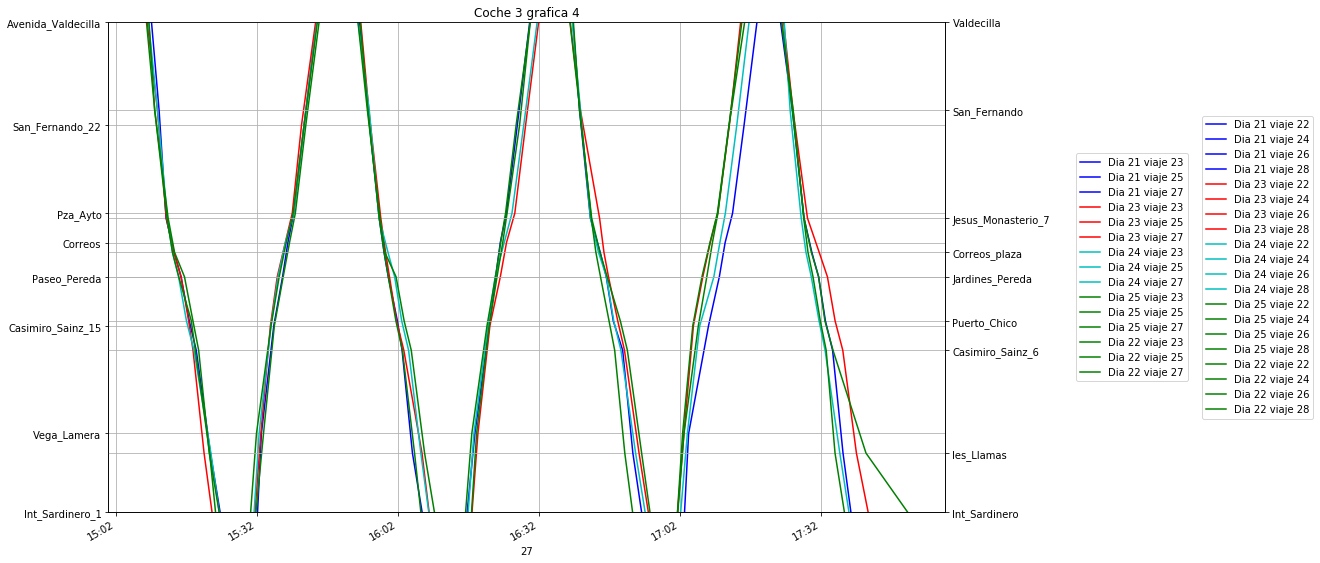 Coche 3 grafica 4
Avenida_Valdecilla
San_Fernando_22
Pza_Ayto
Correos
Paseo_Pereda
Casimiro_Sainz_15
Vega_Lamera
Int_Sardinero_1
15:02
15:32
16:02
16:32
17:02
17:32
27
Valdecilla
San_Fernando
Jesus_Monasterio_7
Correos_plaza
Jardines_Pereda
Puerto_Chico
Casimiro_Sainz_6
Ies_Llamas
Int_Sardinero
Dia 21 viaje 23
Dia 21 viaje 25
Dia 21 viaje 27
Dia 23 viaje 23
Dia 23 viaje 25
Dia 23 viaje 27
Dia 24 viaje 23
Dia 24 viaje 25
Dia 24 viaje 27
Dia 25 viaje 23
Dia 25 viaje 25
Dia 25 viaje 27
Dia 22 viaje 23
Dia 22 viaje 25
Dia 22 viaje 27
Dia 21 viaje 22
Dia 21 viaje 24
Dia 21 viaje 26
Dia 21 viaje 28
Dia 23 viaje 22
Dia 23 viaje 24
Dia 23 viaje 26
Dia 23 viaje 28
Dia 24 viaje 22
Dia 24 viaje 24
Dia 24 viaje 26
Dia 24 viaje 28
Dia 25 viaje 22
Dia 25 viaje 24
Dia 25 viaje 26
Dia 25 viaje 28
Dia 22 viaje 22
Dia 22 viaje 24
Dia 22 viaje 26
Dia 22 viaje 28